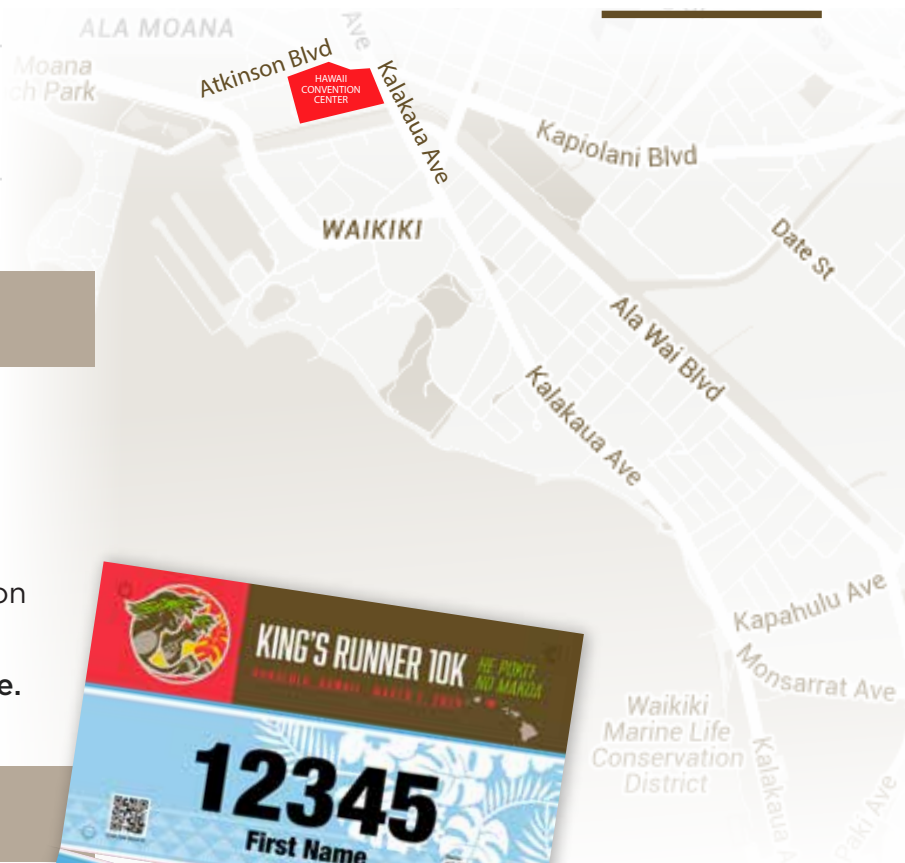 ALA MOANA
Ave
Moana
ch Park
Atkinson Blvd
HAWAII
CONVENTION
CENTER
Kalakaua Ave
Kapiolani Blvd
WAIKIKI
Date St
Ala Wai Blvd
Kalakaua Ave
on
e.
Kapahulu Ave
Monsarrat Ave
Waikiki
Marine Life
Conservation
District
Kalakaua A
Paki Ave
KING'S RUNNER 10K
HE POKI'I
NO MAKOA
12345
First Name